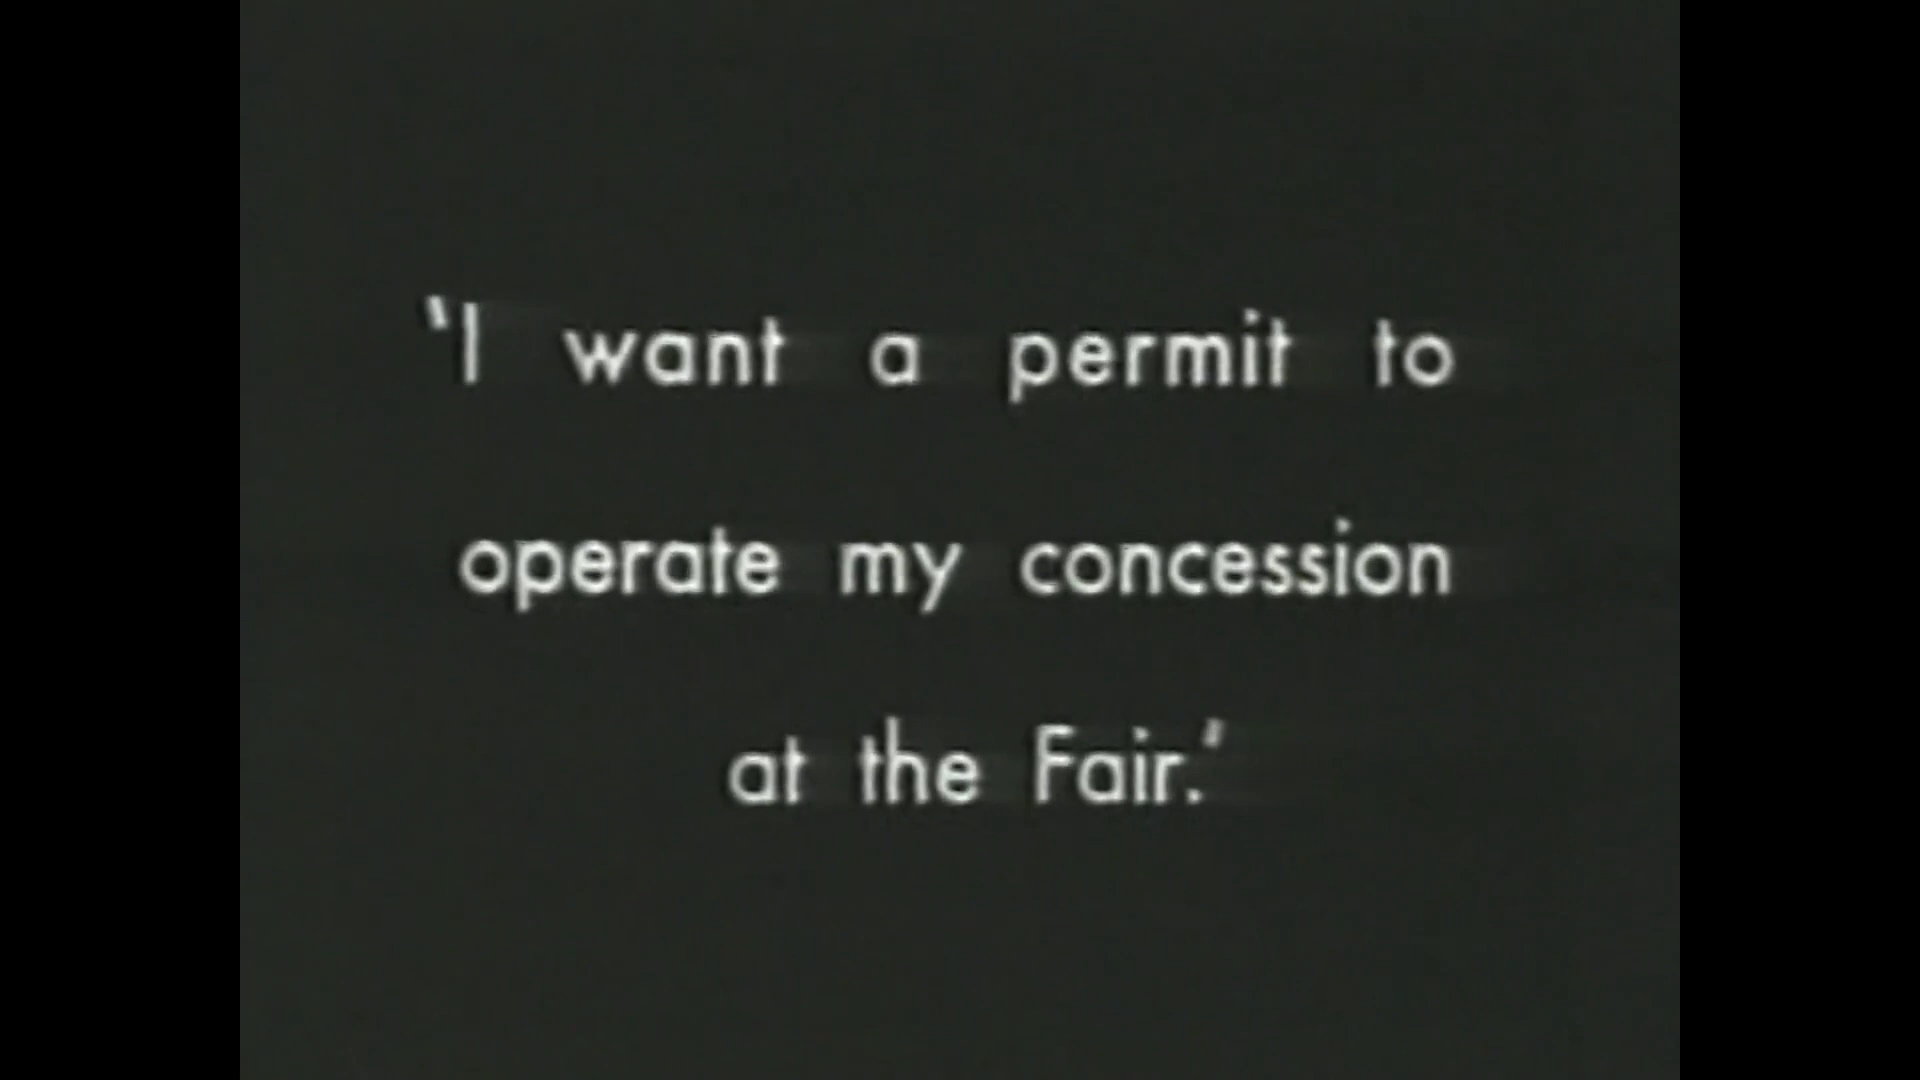 'I want a permit to
operate my concession
at the Fair.'